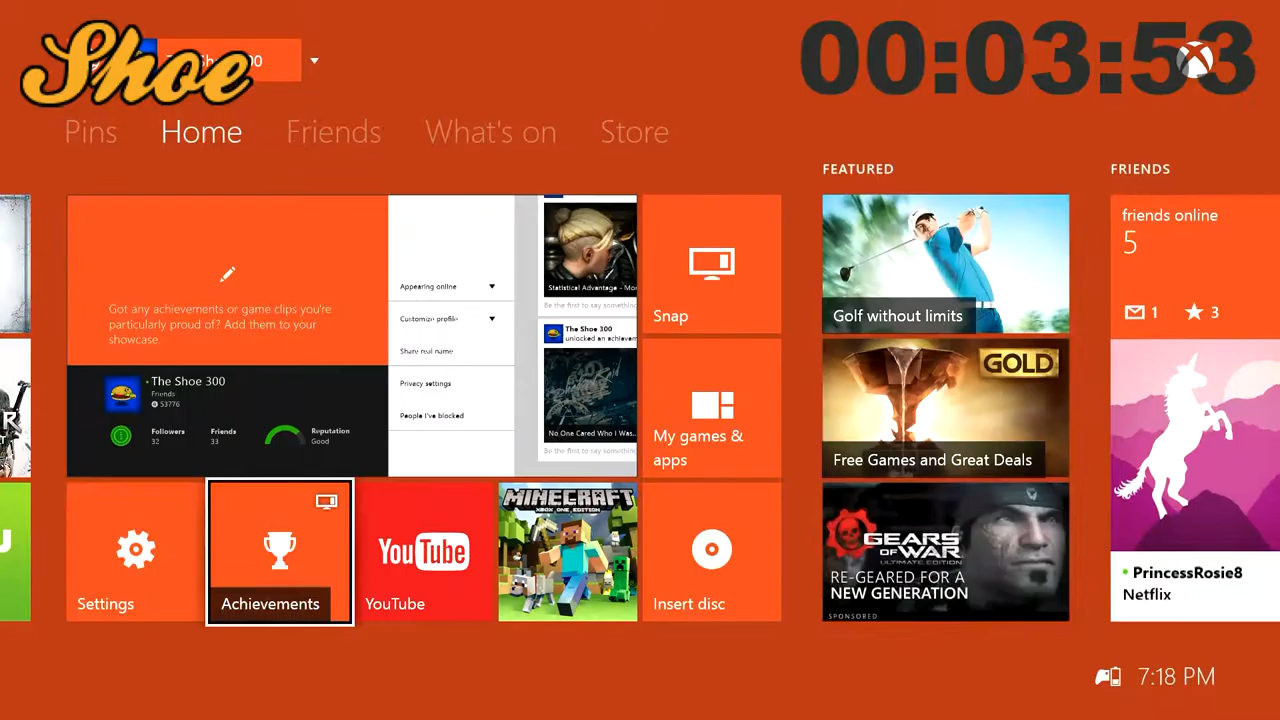 Shoe
00:03:53
Pins
Home
Friends
What's on
Store
FEATURED
FRIENDS
Got any achievements or game clips you're
particularly proud of? Add them to your
showcase.
The Shoe 300
Friends
53776
Followers
32
Friends
33
Reputation
Good
Appearing online
Customize profile
Share real name
Privacy settings
People I've blocked
Statistical Advantage - Mo
Be the first to say something
The Shoe 300
unlocked an achievem
No One Cared Who I Was...
Be the first to say something
Snap
My games &
apps
Settings
Achievements
YouTube
YouTube
MINECRAFT
XBOX ONE EDITION
Insert disc
Golf without limits
GOLD
Free Games and Great Deals
GEARS
OF WAR
ULTIMATE EDITION
RE-GEARED FOR A
NEW GENERATION
SPONSORED
friends online
5
1
3
PrincessRosie8
Netflix
7:18 PM